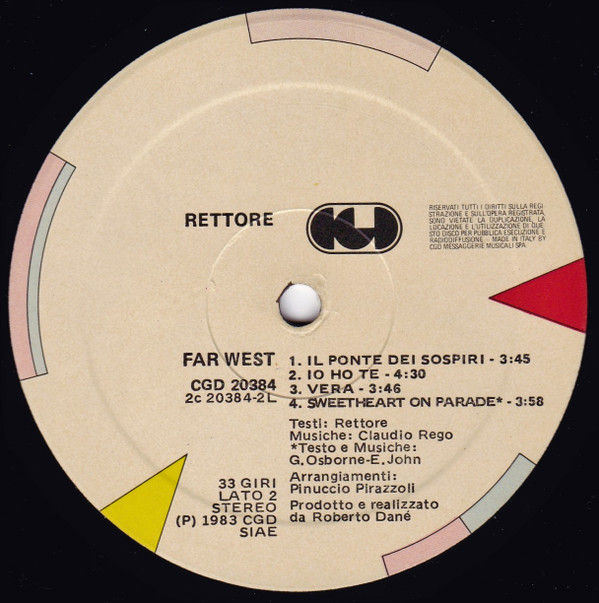 RETTORE
CGD
RISERVATI TUTTI I DIRITTI SULLA REGI
STRAZIONE E SULL'OPERA REGISTRATA,
SONO VIETATE LA DUPLICAZIONE, LA
LOCAZIONE E L'UTILIZZAZIONE DI QUE
STO DISCO PER PUBBLICA ESECUZIONE E
RADIODIFFUSIONE - MADE IN ITALY BY
CGD MESSAGGERIE MUSICALI SPA.
FAR WEST
CGD 20384
2c 20384-2L
1. IL PONTE DEI SOSPIRI - 3:45
2. IO HO TE - 4:30
3. VERA - 3:46
4. SWEETHEART ON PARADE* - 3:58
Testi: Rettore
Musiche: Claudio Rego
*Testo e Musiche:
G.Osborne-E.John
Arrangiamenti:
Pinuccio Pirazzoli
Prodotto e realizzato
da Roberto Dané
33 GIRI
LATO 2
STEREO
(P) 1983 CGD
SIAE